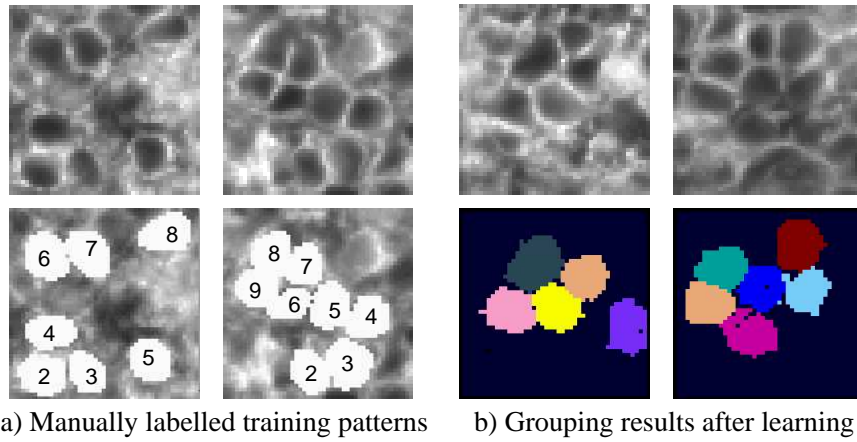 6 7 8
4 5
2 3
8 7
9 6 5 4
2 3
a) Manually labelled training patterns
b) Grouping results after learning